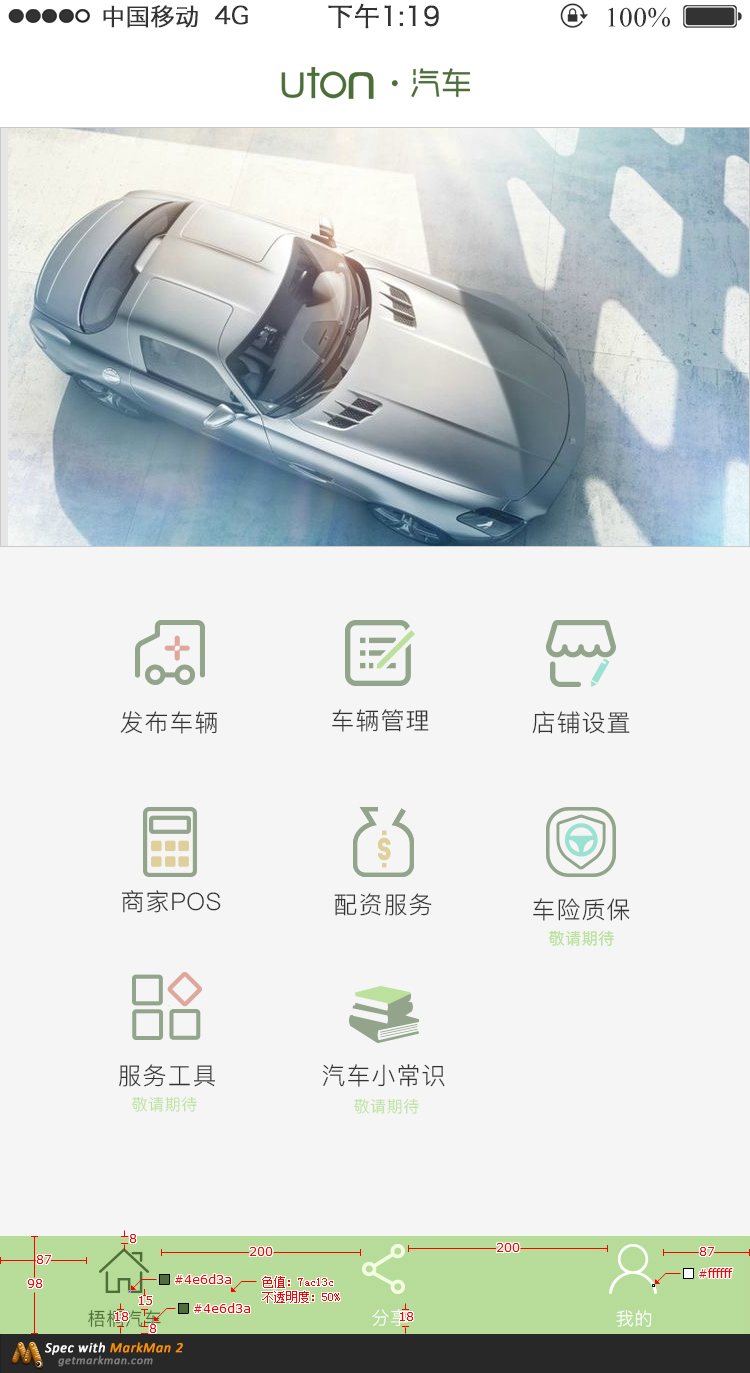 中国移动 4G 下午1:19 100%
uton·汽车
发布车辆 车辆管理 店铺设置
$
商家POS 配资服务 车险质保
敬请期待
服务工具 汽车小常识
敬请期待 敬请期待
8
87 200 200 87
98 #4e6d3a 色值：7ac13c #ffffff
不透明度：50%
15 #4e6d3a
18 8 18
梧桐汽车 分享 我的
Spec with MarkMan 2
getmarkman.com